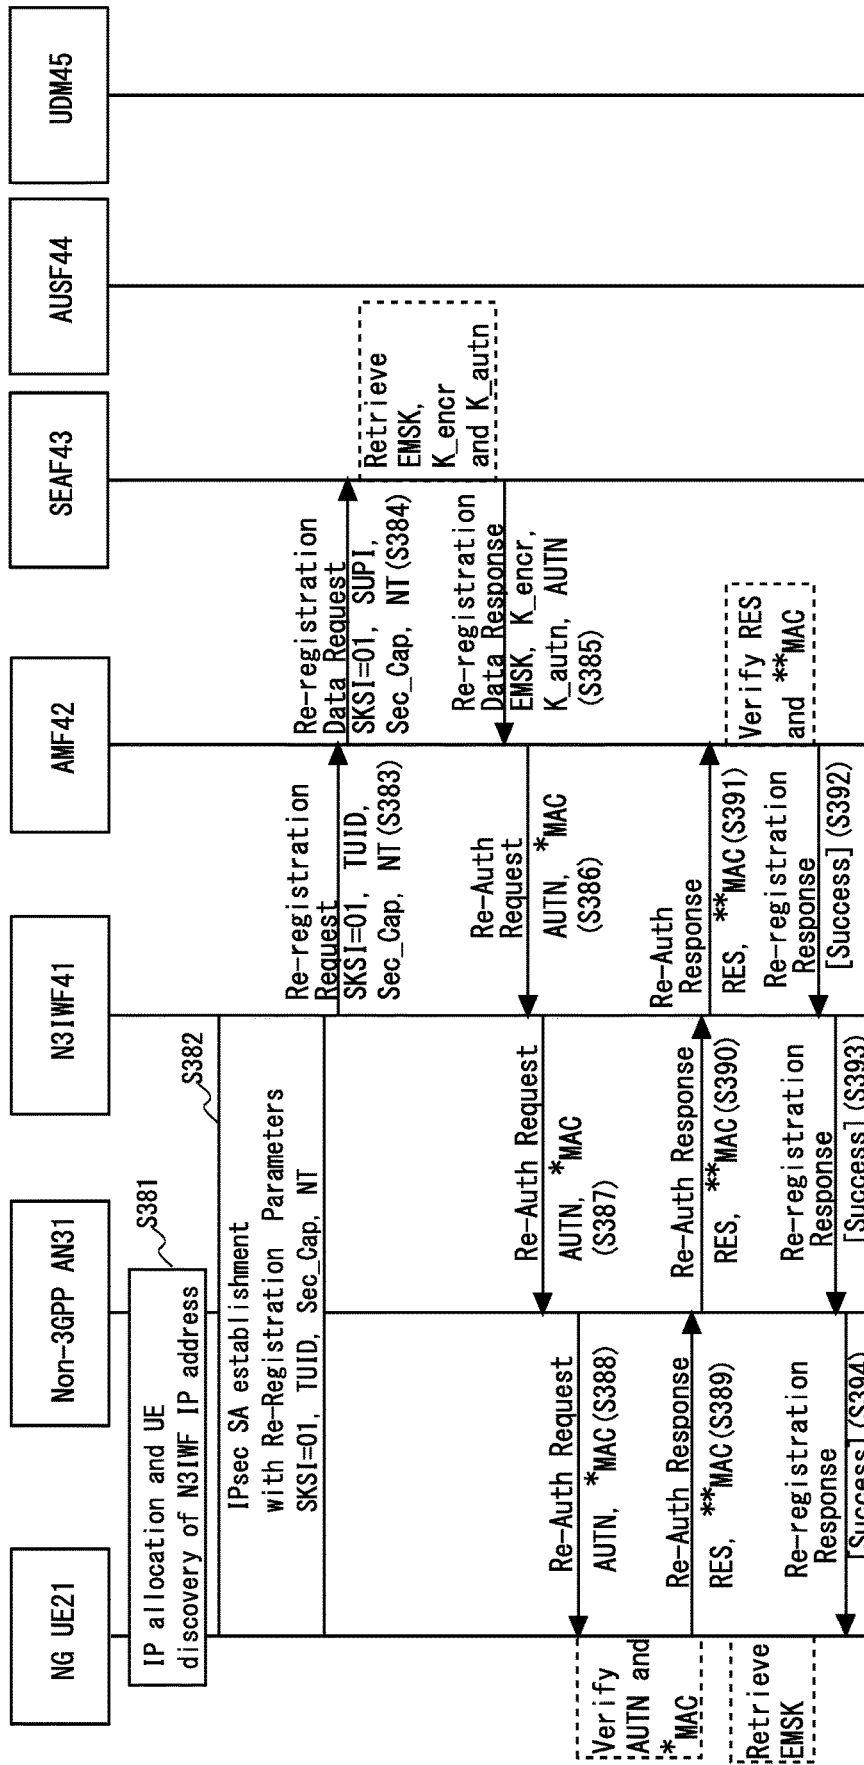 NG UE21
Non-3GPP AN31
N3IWF41
AMF42
SEAF43
AUSF44
UDM45
IP allocation and UE
discovery of N3IWF IP address
S381
IPsec SA establishment
with Re-Registration Parameters
SKSI=01, TUID, Sec_Cap, NT
S382
Re-registration
Request
SKSI=01, TUID,
Sec_Cap, NT(S383)
Re-registration
Data Request
SKSI=01, SUPI,
Sec_Cap, NT(S384)
Retrieve
EMSK,
K_encr
and K_autn
Re-registration
Data Response
EMSK, K_encr,
K_autn, AUTN
(S385)
Re-Auth
Request
AUTN, *MAC
(S386)
Re-Auth Request
AUTN, *MAC
(S387)
Re-Auth Request
AUTN, *MAC(S388)
Verify
AUTN and
*MAC
Re-Auth Response
RES, **MAC(S389)
Re-Auth Response
RES, **MAC(S390)
Re-Auth
Response
RES, **MAC(S391)
Verify RES
and **MAC
Retrieve
EMSK
Re-registration
Response
[Success](S392)
Re-registration
Response
[Success](S393)
Re-registration
Response
[Success](S394)